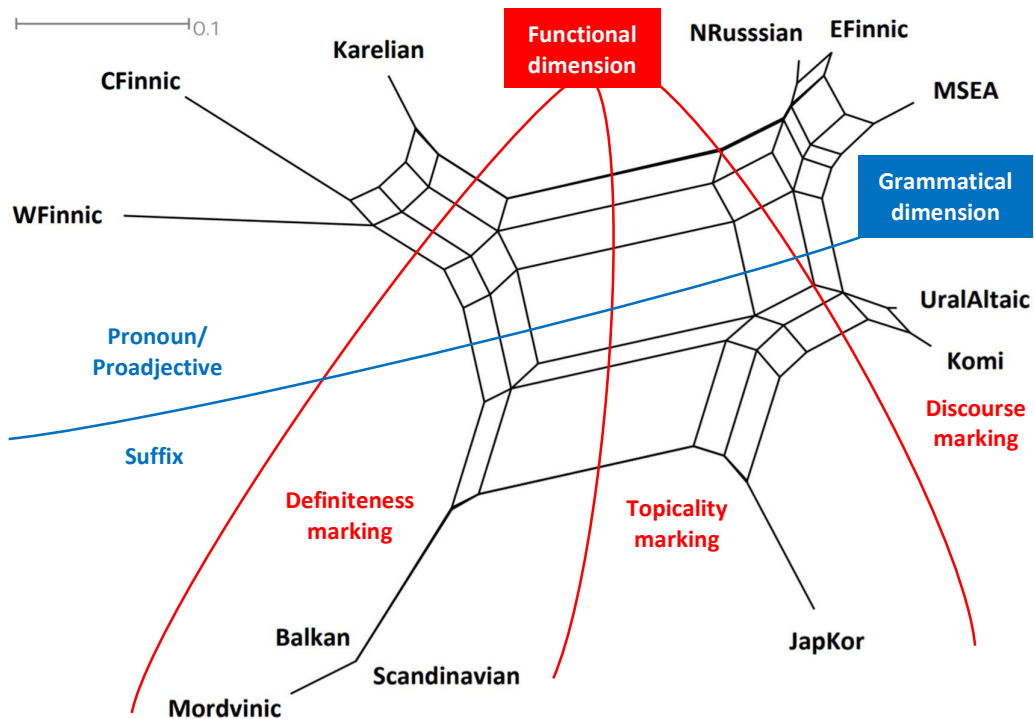 0.1
Functional
dimension
Karelian
NRusssian
EFinnic
CFinnic
MSEA
Grammatical
dimension
WFinnic
UralAltaic
Pronoun/
Proadjective
Komi
Discourse
marking
Suffix
Definiteness
marking
Topicality
marking
Balkan
JapKor
Scandinavian
Mordvinic